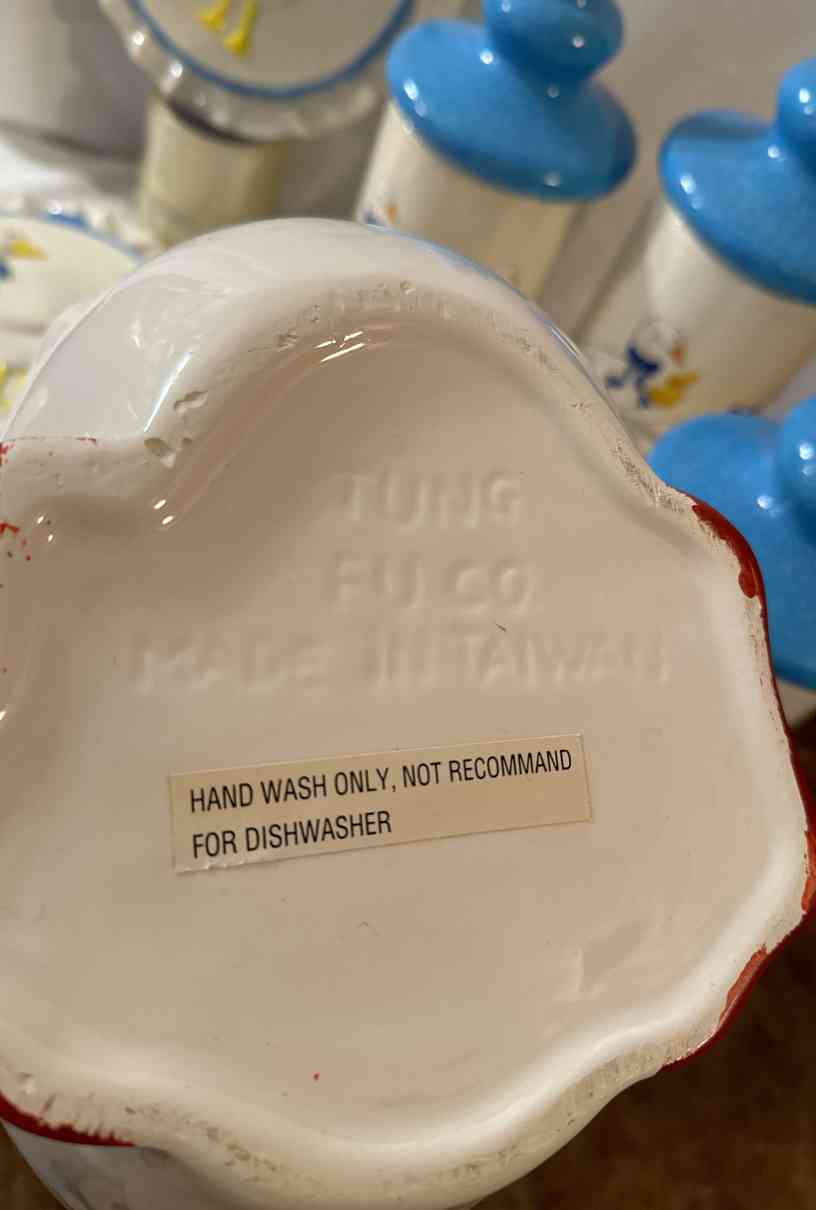 TUNG
FU CO
MADE IN TAIWAN
HAND WASH ONLY, NOT RECOMMAND
FOR DISHWASHER